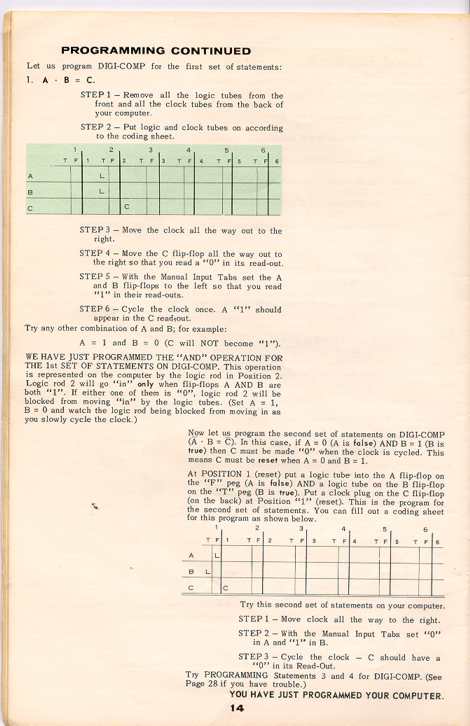 PROGRAMMING CONTINUED
Let us program DIGI-COMP for the first set of statements:
1. A · B = C.
STEP 1 — Remove all the logic tubes from the
front and all the clock tubes from the back of
your computer.
STEP 2 — Put logic and clock tubes on according
to the coding sheet.
1 2 3 4 5 6
T F 1 T F 2 T F 3 T F 4 T F 5 T F 6
A L
B L
C C
STEP 3 — Move the clock all the way out to the
right.
STEP 4 — Move the C flip-flop all the way out to
the right so that you read a "0" in its read-out.
STEP 5 — With the Manual Input Tabs set the A
and B flip-flops to the left so that you read
"1" in their read-outs.
STEP 6 — Cycle the clock once. A "1" should
appear in the C read-out.
Try any other combination of A and B; for example:
A = 1 and B = 0 (C will NOT become "1").
WE HAVE JUST PROGRAMMED THE "AND" OPERATION FOR
THE 1st SET OF STATEMENTS ON DIGI-COMP. This operation
is represented on the computer by the logic rod in Position 2.
Logic rod 2 will go "in" only when flip-flops A AND B are
both "1". If either one of them is "0", logic rod 2 will be
blocked from moving "in" by the logic tubes. (Set A = 1,
B = 0 and watch the logic rod being blocked from moving in as
you slowly cycle the clock.)
Now let us program the second set of statements on DIGI-COMP
(A · B = C). In this case, if A = 0 (A is false) AND B = 1 (B is
true) then C must be made "0" when the clock is cycled. This
means C must be reset when A = 0 and B = 1.
At POSITION 1 (reset) put a logic tube into the A flip-flop on
the "F" peg (A is false) AND a logic tube on the B flip-flop
on the "T" peg (B is true). Put a clock plug on the C flip-flop
(on the back) at Position "1" (reset). This is the program for
the second set of statements. You can fill out a coding sheet
for this program as shown below.
1 2 3 4 5 6
T F 1 T F 2 T F 3 T F 4 T F 5 T F 6
A L
B L
C C
Try this second set of statements on your computer.
STEP 1 — Move clock all the way to the right.
STEP 2 — With the Manual Input Tabs set "0"
in A and "1" in B.
STEP 3 — Cycle the clock — C should have a
"0" in its Read-Out.
Try PROGRAMMING Statements 3 and 4 for DIGI-COMP. (See
Page 28 if you have trouble.)
YOU HAVE JUST PROGRAMMED YOUR COMPUTER.
14